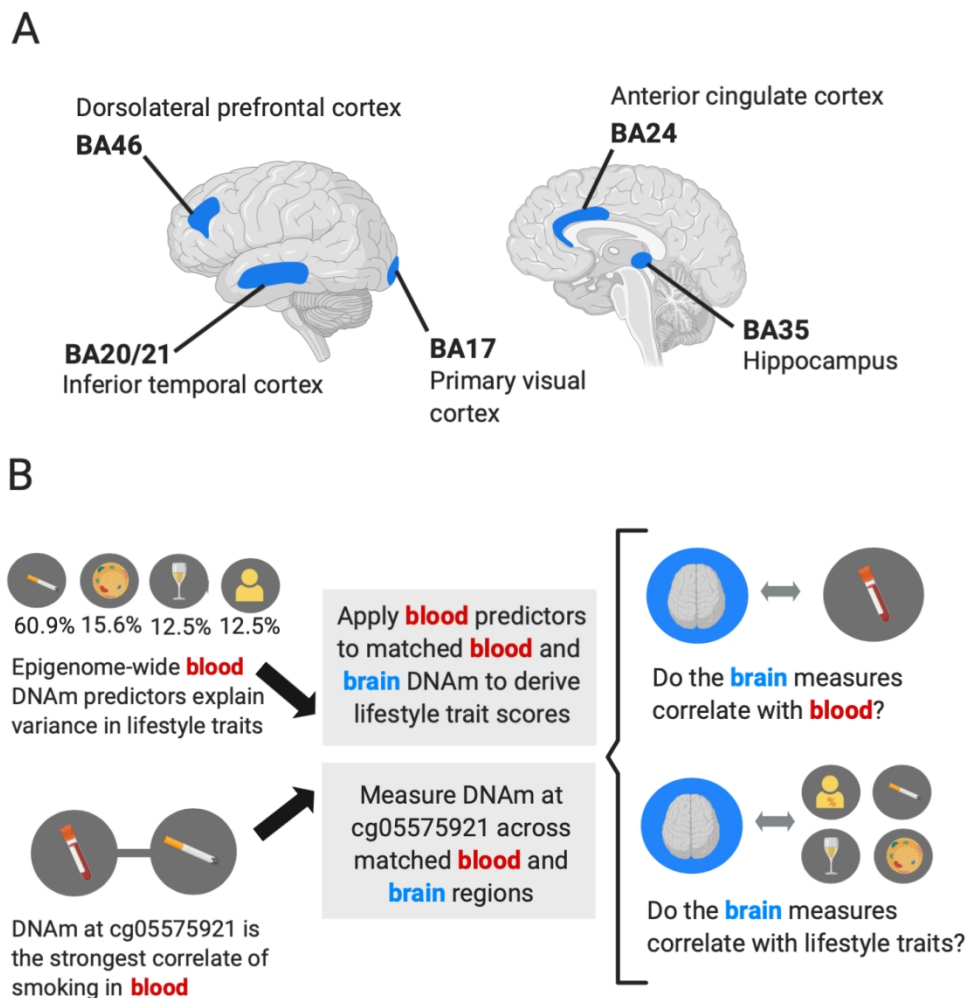 A
Dorsolateral prefrontal cortex
BA46
Anterior cingulate cortex
BA24
BA20/21
Inferior temporal cortex
BA17
Primary visual
cortex
BA35
Hippocampus
B
60.9% 15.6% 12.5% 12.5%
Epigenome-wide blood
DNAm predictors explain
variance in lifestyle traits
DNAm at cg05575921 is
the strongest correlate of
smoking in blood
Apply blood predictors
to matched blood and
brain DNAm to derive
lifestyle trait scores
Measure DNAm at
cg05575921 across
matched blood and
brain regions
Do the brain measures
correlate with blood?
Do the brain measures
correlate with lifestyle traits?